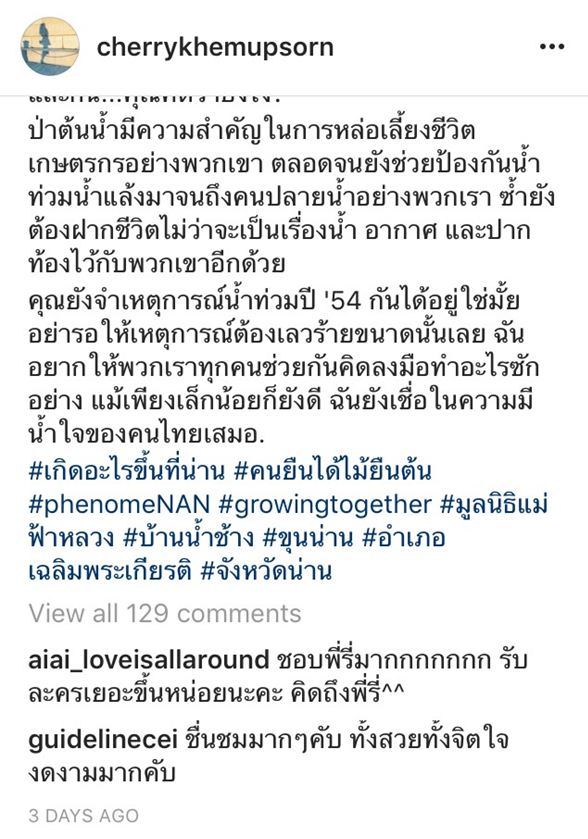 cherrykhemupsorn
ป่าต้นน้ำมีความสำคัญในการหล่อเลี้ยงชีวิต
เกษตรกรอย่างพวกเขา ตลอดจนยังช่วยป้องกันน้ำ
ท่วมน้ำแล้งมาจนถึงคนปลายน้ำอย่างพวกเรา ซ้ำยัง
ต้องฝากชีวิตไม่ว่าจะเป็นเรื่องน้ำ อากาศ และปาก
ท้องไว้กับพวกเขาอีกด้วย
คุณยังจำเหตุการณ์น้ำท่วมปี '54 กันได้อยู่ใช่มั้ย
อย่ารอให้เหตุการณ์ต้องเลวร้ายขนาดนั้นเลย ฉัน
อยากให้พวกเราทุกคนช่วยกันคิดลงมือทำอะไรซัก
อย่าง แม้เพียงเล็กน้อยก็ยังดี ฉันยังเชื่อในความมี
น้ำใจของคนไทยเสมอ.
#เกิดอะไรขึ้นที่น่าน #คนยืนได้ไม้ยืนต้น
#phenomeNAN #growingtogether #มูลนิธิแม่
ฟ้าหลวง #บ้านน้ำช้าง #ขุนน่าน #อำเภอ
เฉลิมพระเกียรติ #จังหวัดน่าน
View all 129 comments
aiai_loveisallaround ชอบพี่รี่มากกกกกกก รับ
ละครเยอะขึ้นหน่อยนะคะ คิดถึงพี่รี่^^
guidelinecei ชื่นชมมากๆคับ ทั้งสวยทั้งจิตใจ
งดงามมากคับ
3 DAYS AGO